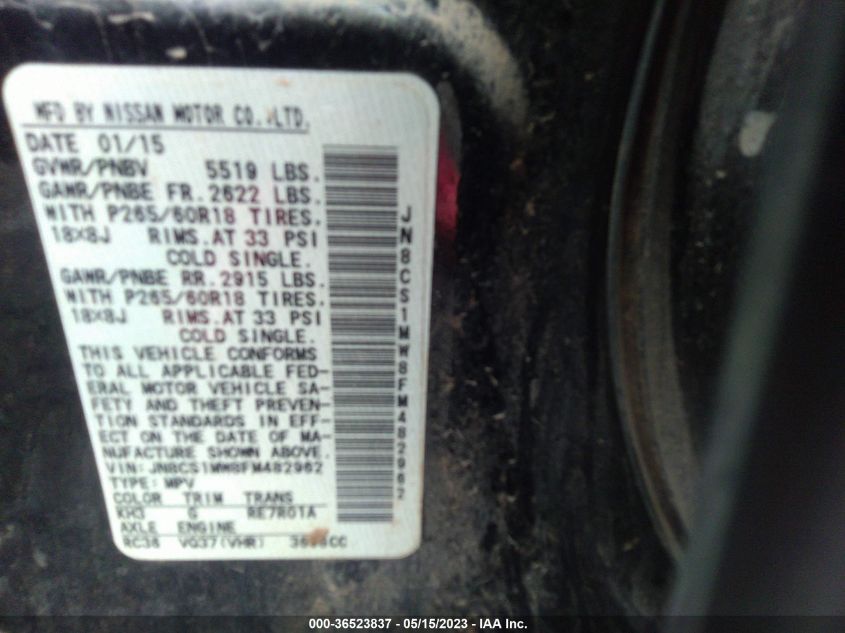 MFD BY NISSAN MOTOR CO.,LTD.
DATE 01/15
GVWR/PNBV 5519 LBS.
GAWR/PNBE FR. 2622 LBS.
WITH P265/60R18 TIRES.
18X8J RIMS.AT 33 PSI
COLD SINGLE.
GAWR/PNBE RR. 2915 LBS.
WITH P265/60R18 TIRES.
18X8J RIMS.AT 33 PSI
COLD SINGLE.
THIS VEHICLE CONFORMS
TO ALL APPLICABLE FED-
ERAL MOTOR VEHICLE SA-
FETY AND THEFT PREVEN-
TION STANDARDS IN EFF-
ECT ON THE DATE OF MA-
NUFACTURE SHOWN ABOVE.
VIN: JN8CS1MW8FM482962
TYPE: MPV
COLOR TRIM TRANS
KH3 G RE7R01A
AXLE ENGINE
RC38 VQ37(VHR)
JN8CS1MW8FM482962
000-36523837 - 05/15/2023 - IAA Inc.